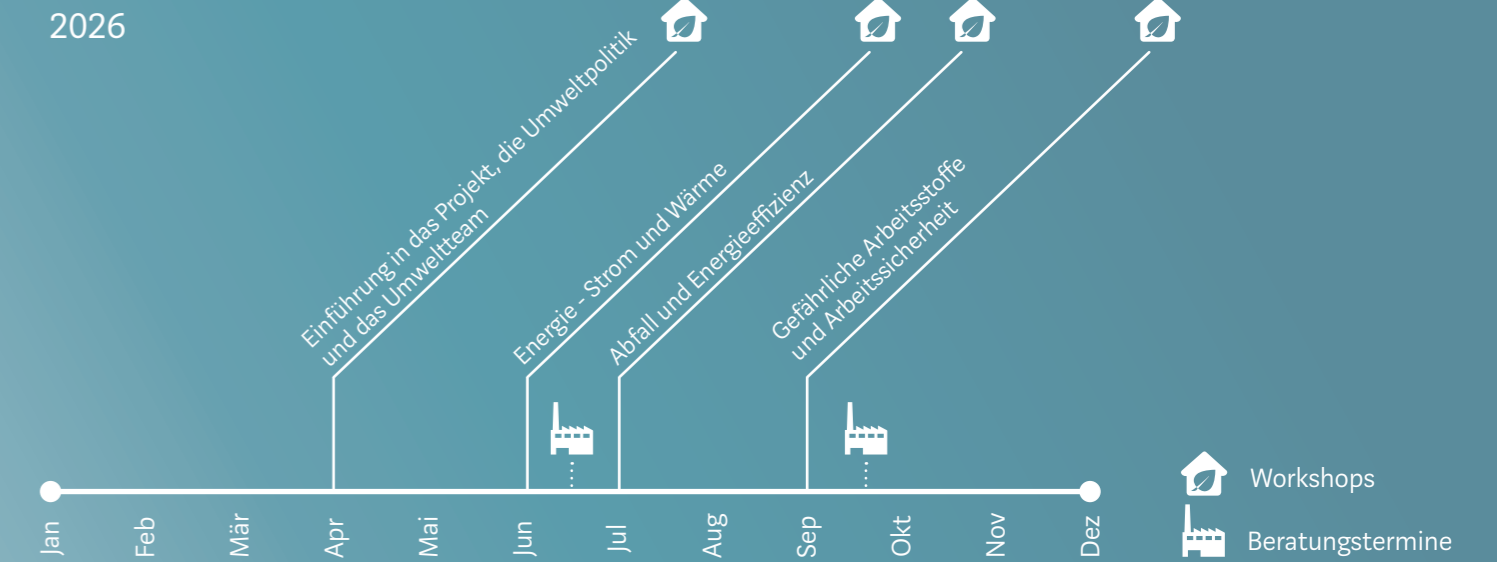 2026
Einführung in das Projekt, die Umweltpolitik
und das Umweltteam
Energie - Strom und Wärme
Abfall und Energieeffizienz
Gefährliche Arbeitsstoffe
und Arbeitssicherheit
Jan
Feb
Mär
Apr
Mai
Jun
Jul
Aug
Sep
Okt
Nov
Dez
Workshops
Beratungstermine